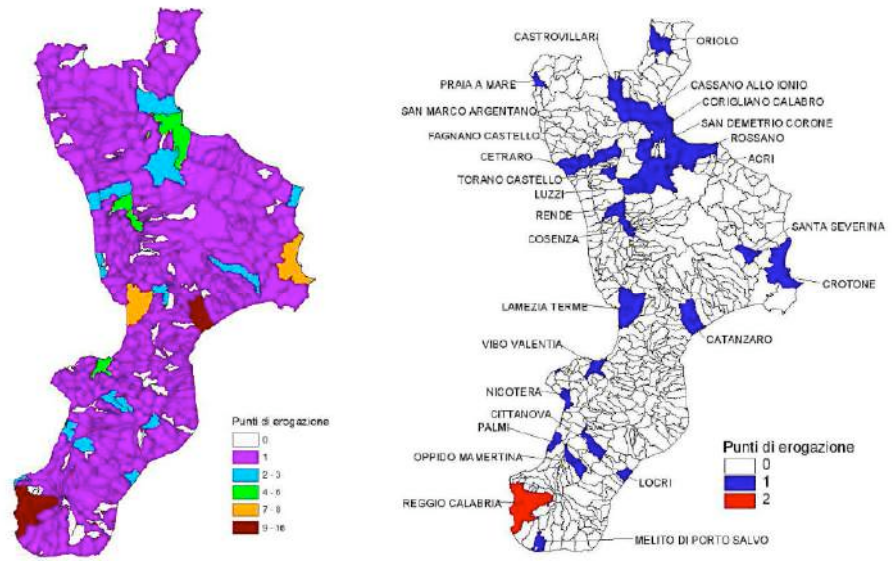 Punti di erogazione
0
1
2 - 3
4 - 6
7 - 8
9 - 16
CASTROVILLARI
ORIOLO
PRAIA A MARE
CASSANO ALLO IONIO
CORIGLIANO CALABRO
SAN MARCO ARGENTANO
SAN DEMETRIO CORONE
FAGNANO CASTELLO
ROSSANO
CETRARO
ACRI
TORANO CASTELLO
LUZZI
RENDE
SANTA SEVERINA
COSENZA
CROTONE
LAMEZIA TERME
CATANZARO
VIBO VALENTIA
NICOTERA
CITTANOVA
PALMI
OPPIDO MAMERTINA
LOCRI
REGGIO CALABRIA
MELITO DI PORTO SALVO
Punti di erogazione
0
1
2